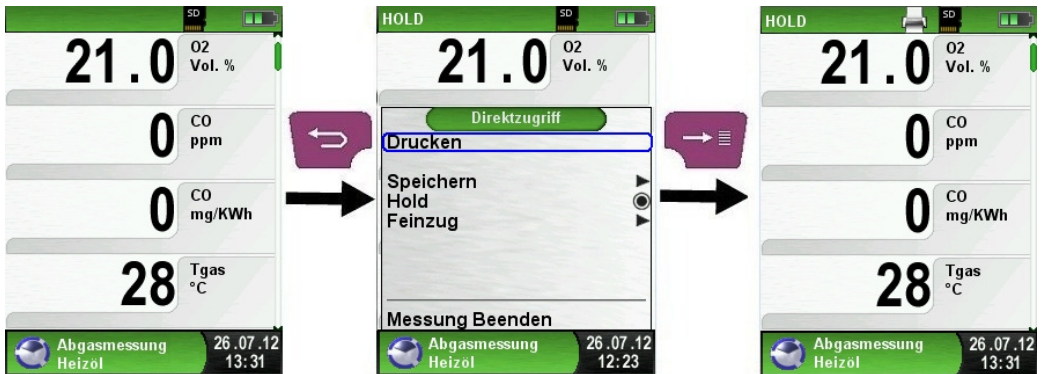 SD
21.0 O2
Vol. %
0 CO
ppm
0 CO
mg/KWh
28 Tgas
°C
Abgasmessung
Heizöl
26.07.12
13:31
HOLD SD
21.0 O2
Vol. %
Direktzugriff
Drucken
Speichern
Hold
Feinzug
Messung Beenden
Abgasmessung
Heizöl
26.07.12
12:23
HOLD SD
21.0 O2
Vol. %
0 CO
ppm
0 CO
mg/KWh
28 Tgas
°C
Abgasmessung
Heizöl
26.07.12
13:31